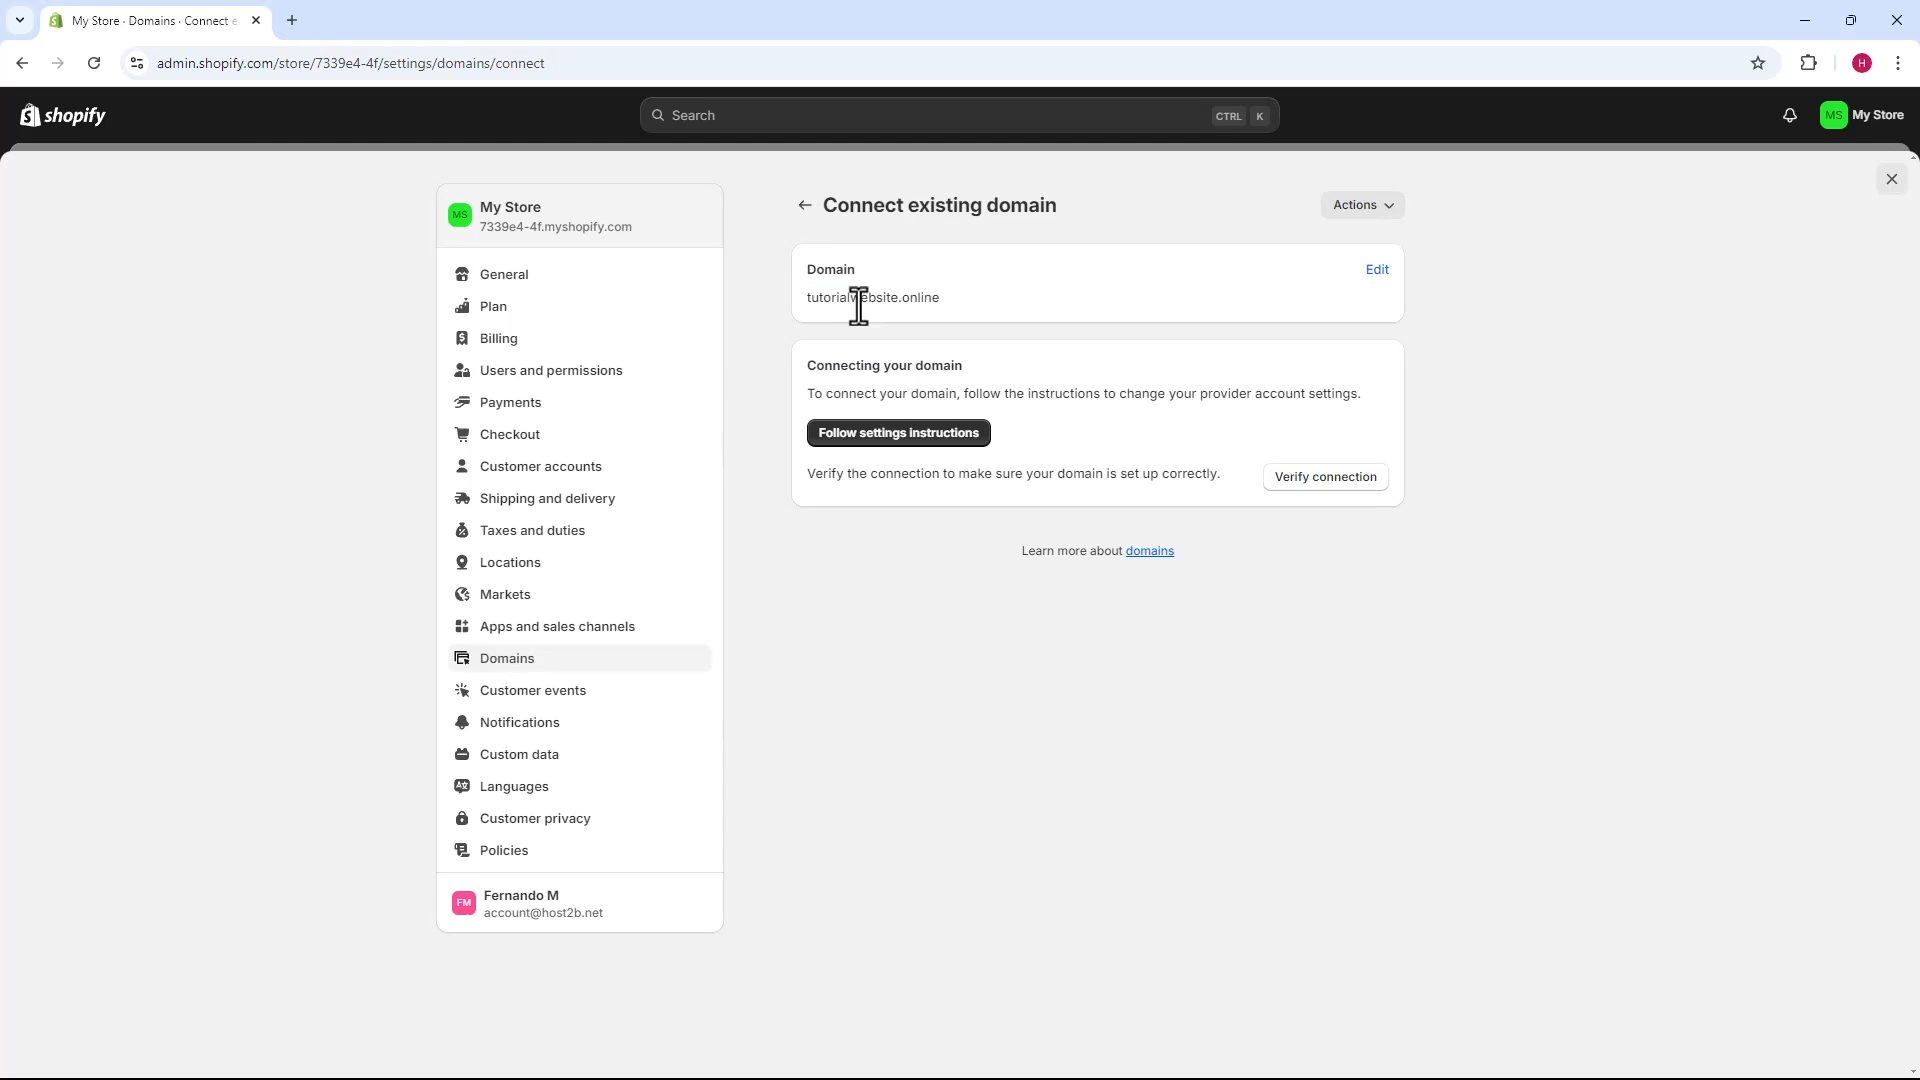 My Store · Domains · Connect e
admin.shopify.com/store/7339e4-4f/settings/domains/connect
H
shopify
Search
CTRL K
MS My Store
MS
My Store
7339e4-4f.myshopify.com
General
Plan
Billing
Users and permissions
Payments
Checkout
Customer accounts
Shipping and delivery
Taxes and duties
Locations
Markets
Apps and sales channels
Domains
Customer events
Notifications
Custom data
Languages
Customer privacy
Policies
FM
Fernando M
account@host2b.net
Connect existing domain
Actions
Domain
Edit
tutorialwebsite.online
Connecting your domain
To connect your domain, follow the instructions to change your provider account settings.
Follow settings instructions
Verify the connection to make sure your domain is set up correctly.
Verify connection
Learn more about domains